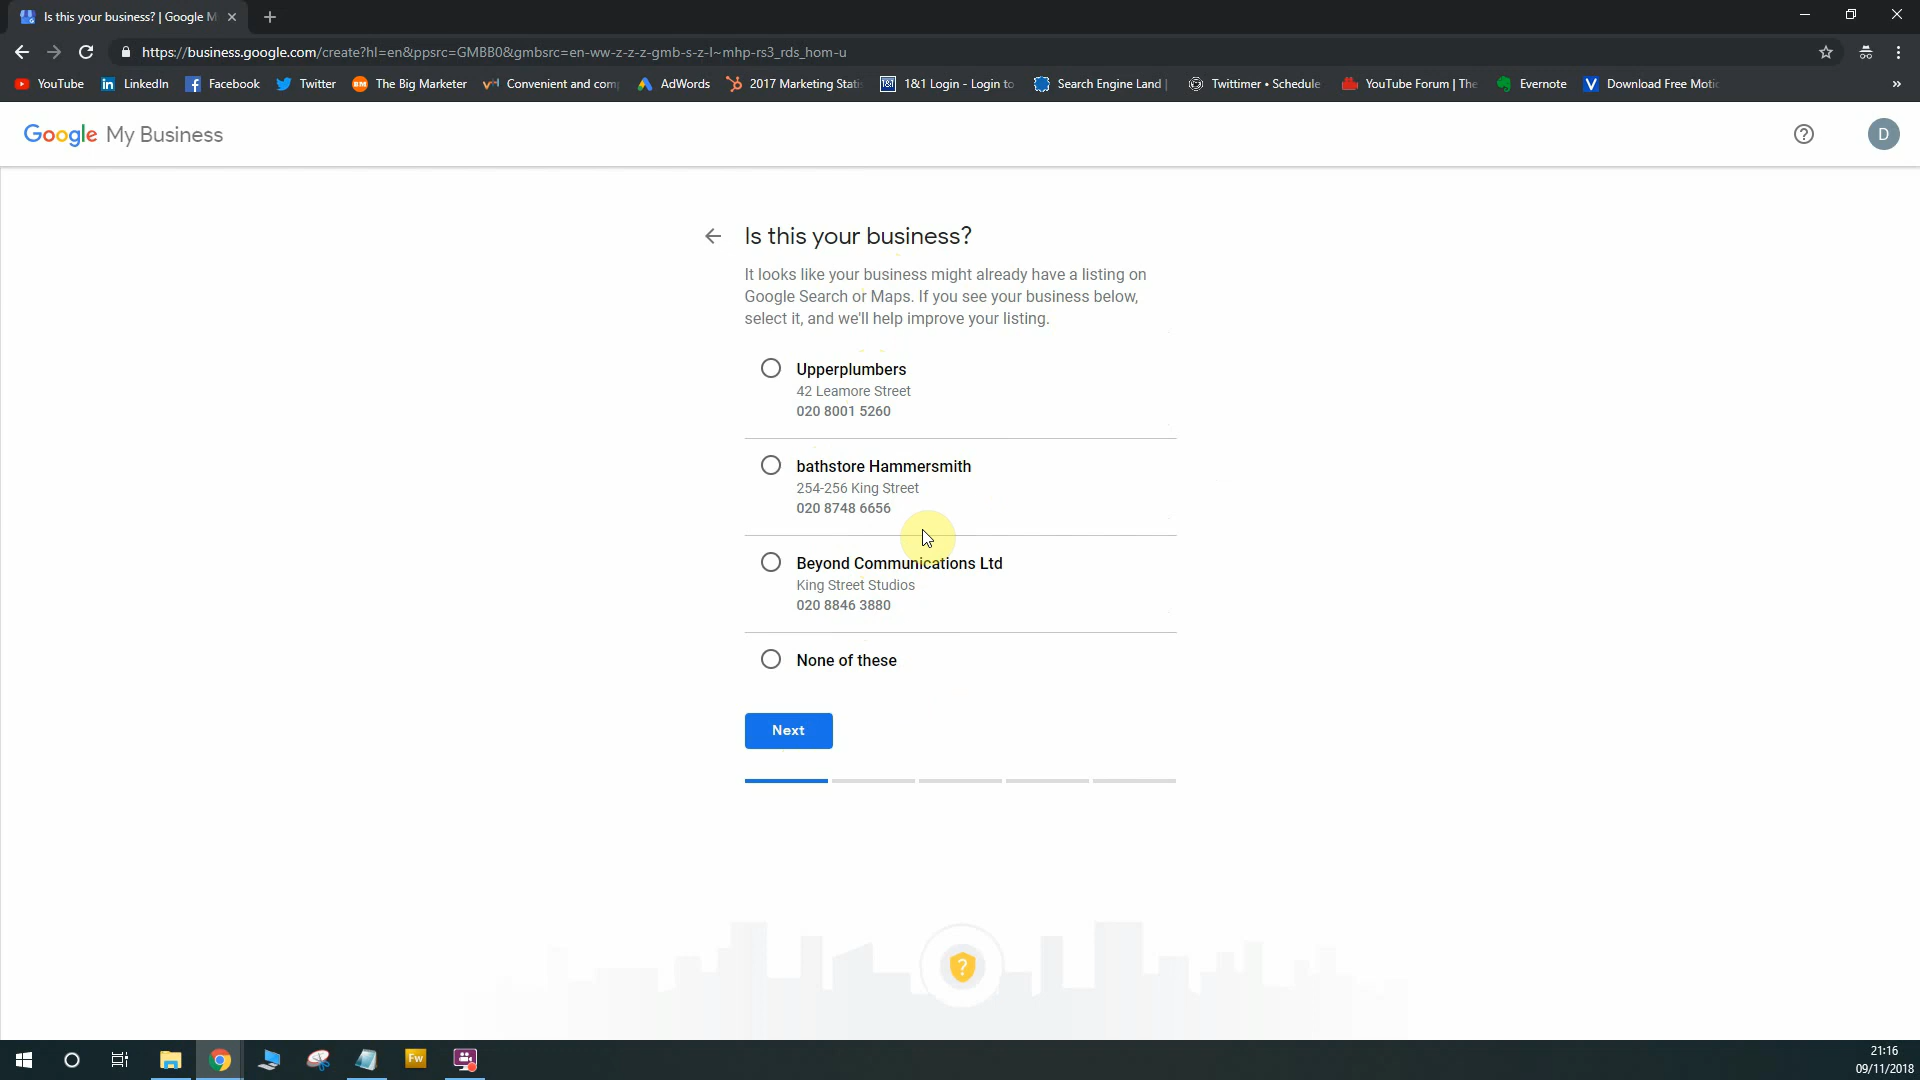 Is this your business? | Google M
https://business.google.com/create?hl=en&ppsrc=GMBB0&gmbsrc=en-ww-z-z-z-gmb-s-z-l~mhp-rs3_rds_hom-u
YouTube LinkedIn Facebook Twitter The Big Marketer Convenient and com AdWords 2017 Marketing Stati 1&1 Login - Login to Search Engine Land | Twittimer • Schedule YouTube Forum | The Evernote Download Free Motio »
Google My Business
D
Is this your business?
It looks like your business might already have a listing on
Google Search or Maps. If you see your business below,
select it, and we'll help improve your listing.
Upperplumbers
42 Leamore Street
020 8001 5260
bathstore Hammersmith
254-256 King Street
020 8748 6656
Beyond Communications Ltd
King Street Studios
020 8846 3880
None of these
Next
?
Fw
21:16
09/11/2018